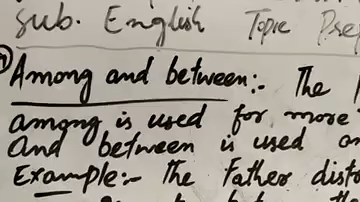 sub. English Topic Prep
Among and between:- The
among is used for more
And between is used
Example:- The Father dist